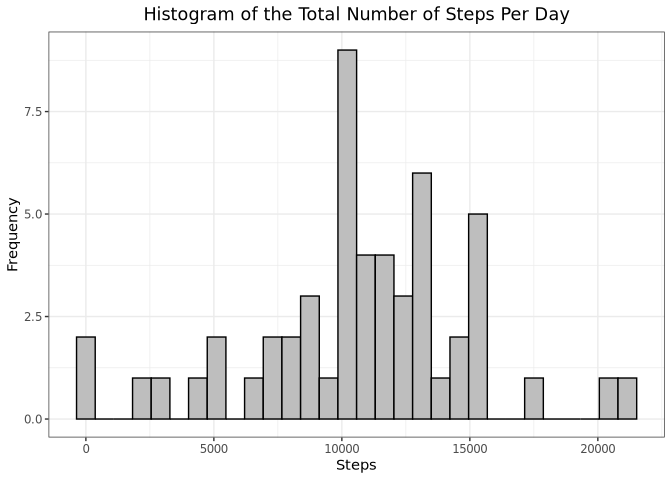 Histogram of the Total Number of Steps Per Day
Frequency
7.5
5.0
2.5
0.0
0 5000 10000 15000 20000
Steps